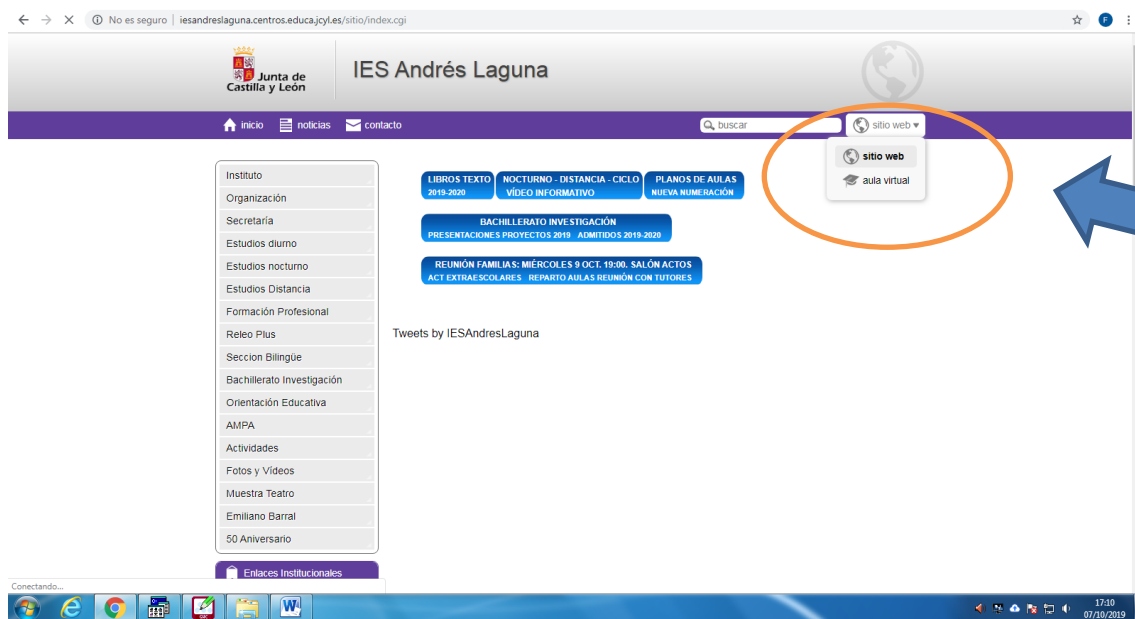 No es seguro | iesandreslaguna.centros.educa.jcyl.es/sitio/index.cgi
F
Junta de
Castilla y León
IES Andrés Laguna
inicio noticias contacto
buscar
sitio web ▾
sitio web
aula virtual
Instituto
Organización
Secretaría
Estudios diurno
Estudios nocturno
Estudios Distancia
Formación Profesional
Releo Plus
Seccion Bilingüe
Bachillerato Investigación
Orientación Educativa
AMPA
Actividades
Fotos y Vídeos
Muestra Teatro
Emiliano Barral
50 Aniversario
Enlaces Institucionales
LIBROS TEXTO
2019-2020
NOCTURNO - DISTANCIA - CICLO
VÍDEO INFORMATIVO
PLANOS DE AULAS
NUEVA NUMERACIÓN
BACHILLERATO INVESTIGACIÓN
PRESENTACIONES PROYECTOS 2019 ADMITIDOS 2019-2020
REUNIÓN FAMILIAS: MIÉRCOLES 9 OCT. 19:00. SALÓN ACTOS
ACT EXTRAESCOLARES REPARTO AULAS REUNIÓN CON TUTORES
Tweets by IESAndresLaguna
Conectando...
17:10
07/10/2019